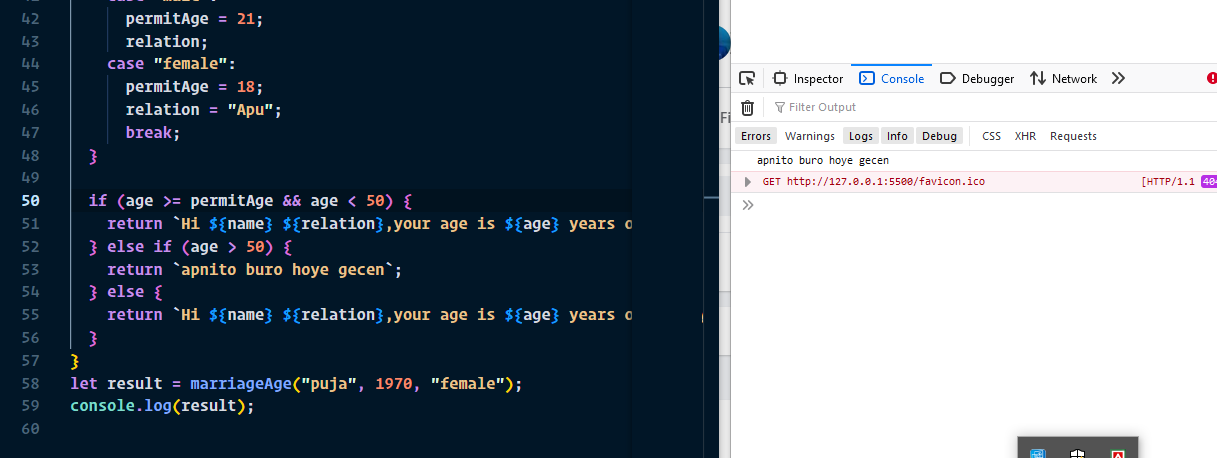 42 permitAge = 21;
43 relation;
44 case "female":
45 permitAge = 18;
46 relation = "Apu";
47 break;
48 }
49
50 if (age >= permitAge && age < 50) {
51 return `Hi ${name} ${relation},your age is ${age} years o
52 } else if (age > 50) {
53 return `apnito buro hoye gecen`;
54 } else {
55 return `Hi ${name} ${relation},your age is ${age} years o
56 }
57 }
58 let result = marriageAge("puja", 1970, "female");
59 console.log(result);
60
Fi
Inspector Console Debugger Network
Filter Output
Errors Warnings Logs Info Debug CSS XHR Requests
apnito buro hoye gecen
GET http://127.0.0.1:5500/favicon.ico [HTTP/1.1 404